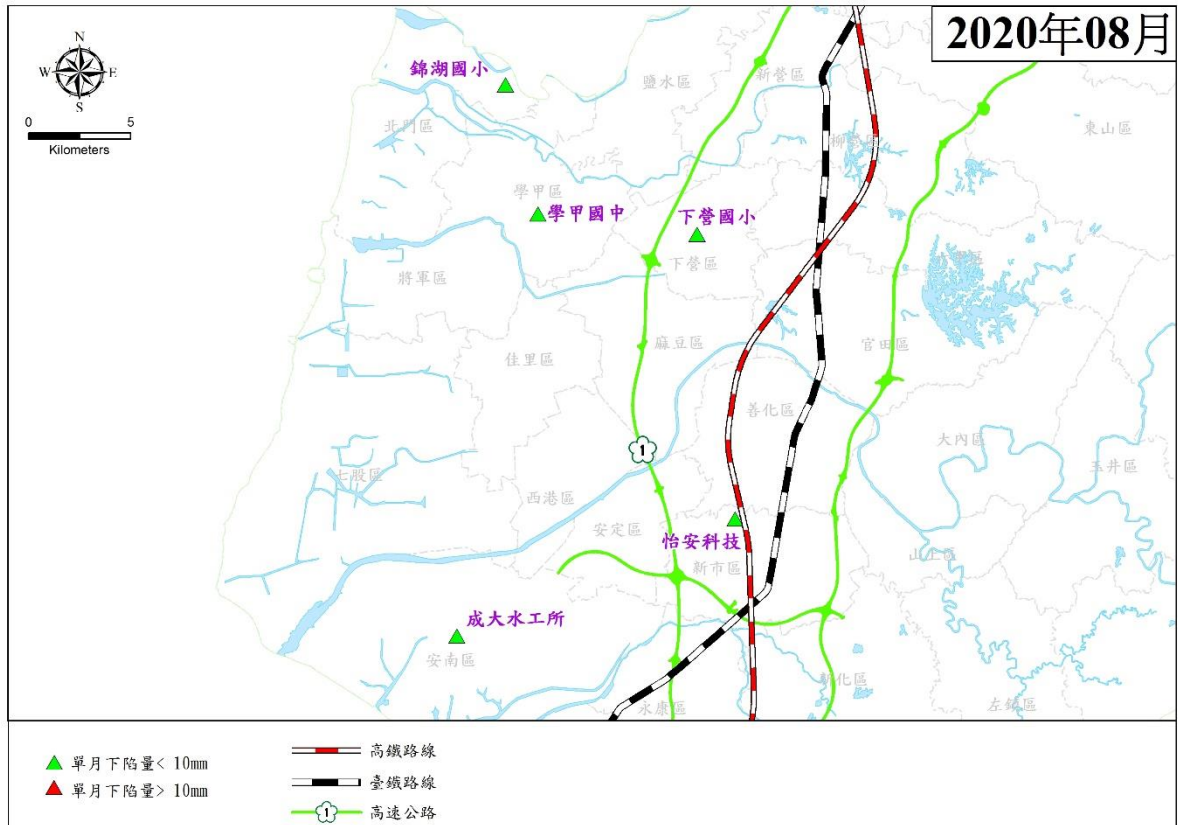 2020年08月
N
W E
S
0 5
Kilometers
錦湖國小
鹽水區
新營區
東山區
北門區
學甲區
學甲國中
下營國小
下營區
將軍區
麻豆區
官田區
佳里區
善化區
1
大內區
玉井區
七股區
西港區
安定區
怡安科技
新市區
山上區
成大水工所
安南區
新化區
永康區
左鎮區
單月下陷量< 10mm
單月下陷量> 10mm
高鐵路線
臺鐵路線
1
高速公路